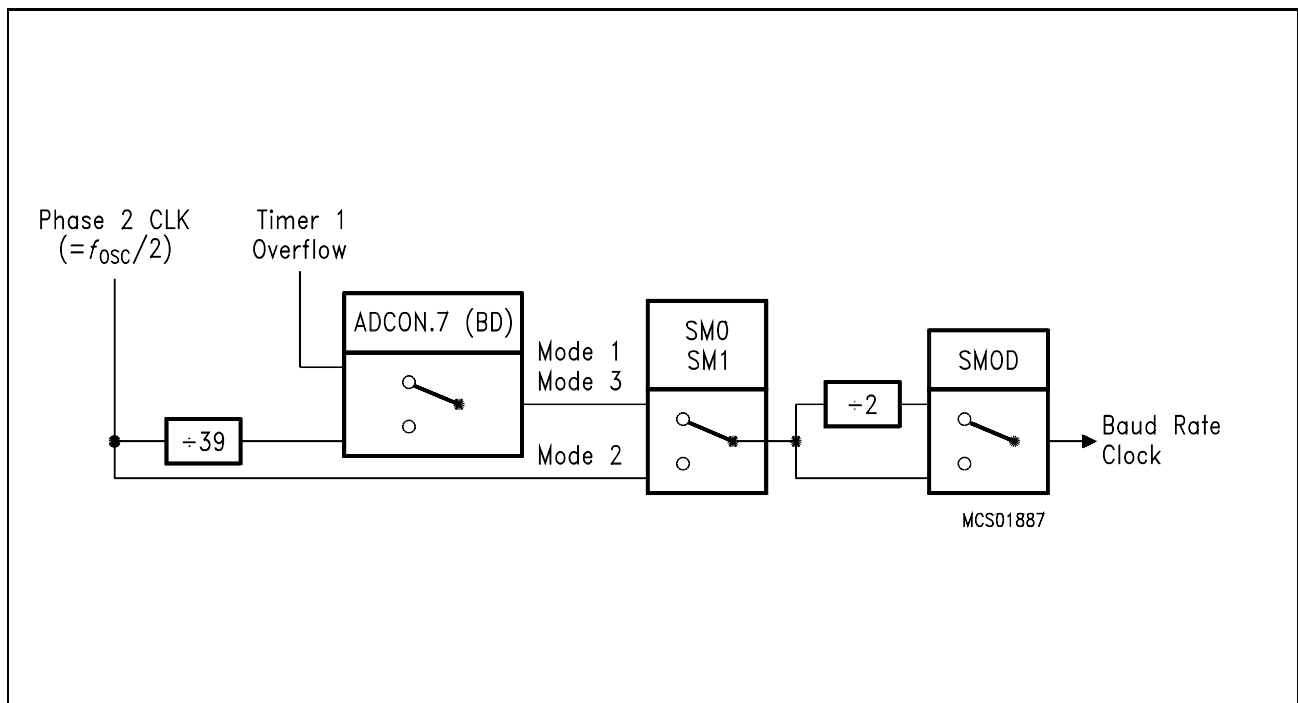 Phase 2 CLK
(=fOSC/2)
Timer 1
Overflow
ADCON.7 (BD)
Mode 1
Mode 3
SM0
SM1
SMOD
÷2
÷39
Mode 2
Baud Rate
Clock
MCS01887